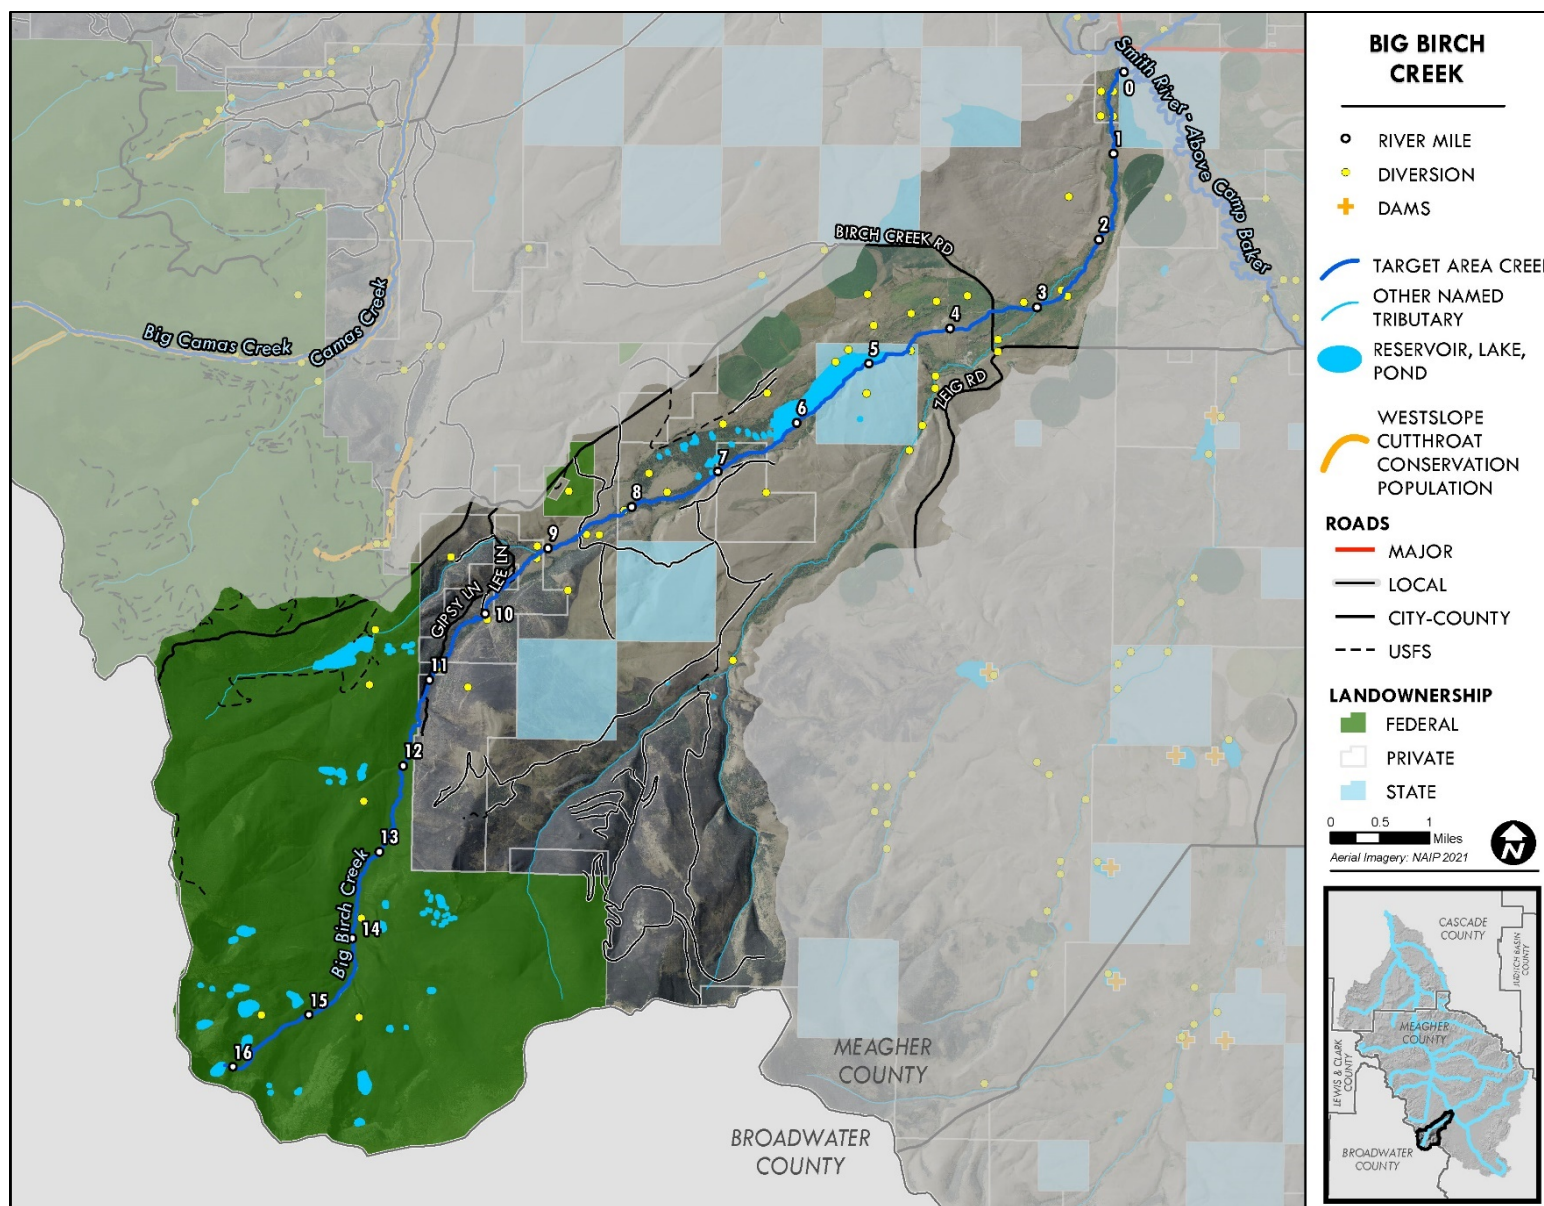 BIG BIRCH
CREEK
RIVER MILE
DIVERSION
DAMS
TARGET AREA CREE
OTHER NAMED
TRIBUTARY
RESERVOIR, LAKE,
POND
WESTSLOPE
CUTTHROAT
CONSERVATION
POPULATION
ROADS
MAJOR
LOCAL
CITY-COUNTY
USFS
LANDOWNERSHIP
FEDERAL
PRIVATE
STATE
0 0.5 1
Miles
Aerial Imagery: NAIP 2021
N
CASCADE
COUNTY
JUDITH BASIN
COUNTY
MEAGHER
COUNTY
LEWIS & CLARK
COUNTY
BROADWATER
COUNTY
Smith River - Above Camp Baker
0
1
2
BIRCH CREEK RD
3
4
5
ZEIG RD
6
7
8
9
Big Camas Creek
Camas Creek
LEE LN
GIPSY LN
10
11
12
13
Big Birch Creek
14
15
16
MEAGHER
COUNTY
BROADWATER
COUNTY